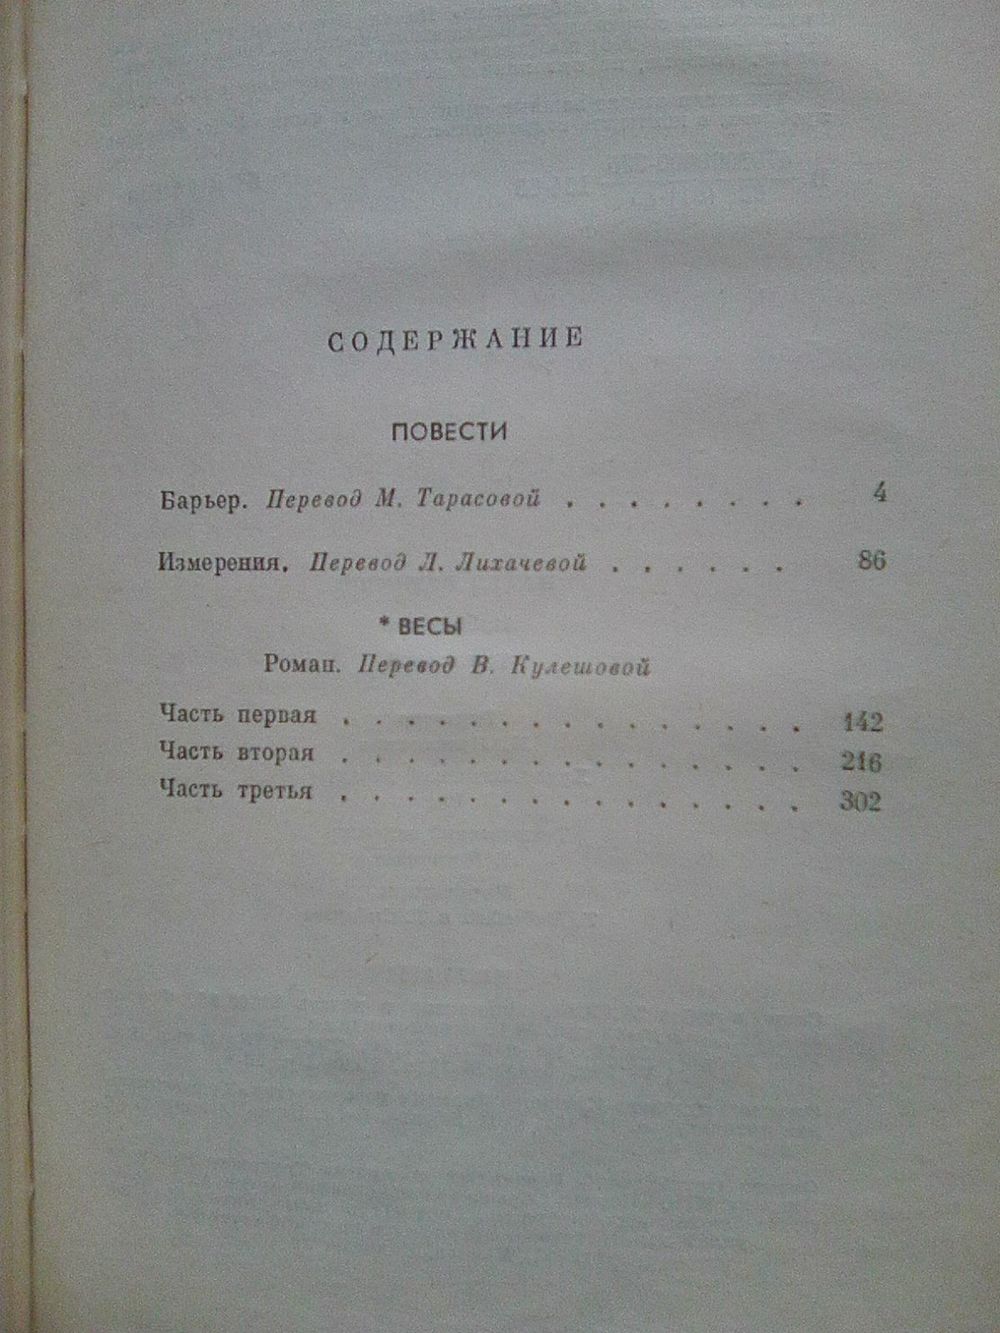 СОДЕРЖАНИЕ
ПОВЕСТИ
Барьер. Перевод М. Тарасовой . . . . . . . . 4
Измерения. Перевод Л. Лихачевой . . . . . . 86
* ВЕСЫ
Роман. Перевод В. Кулешовой
Часть первая . . . . . . . . . . . . . . . 142
Часть вторая . . . . . . . . . . . . . . . 216
Часть третья . . . . . . . . . . . . . . . 302